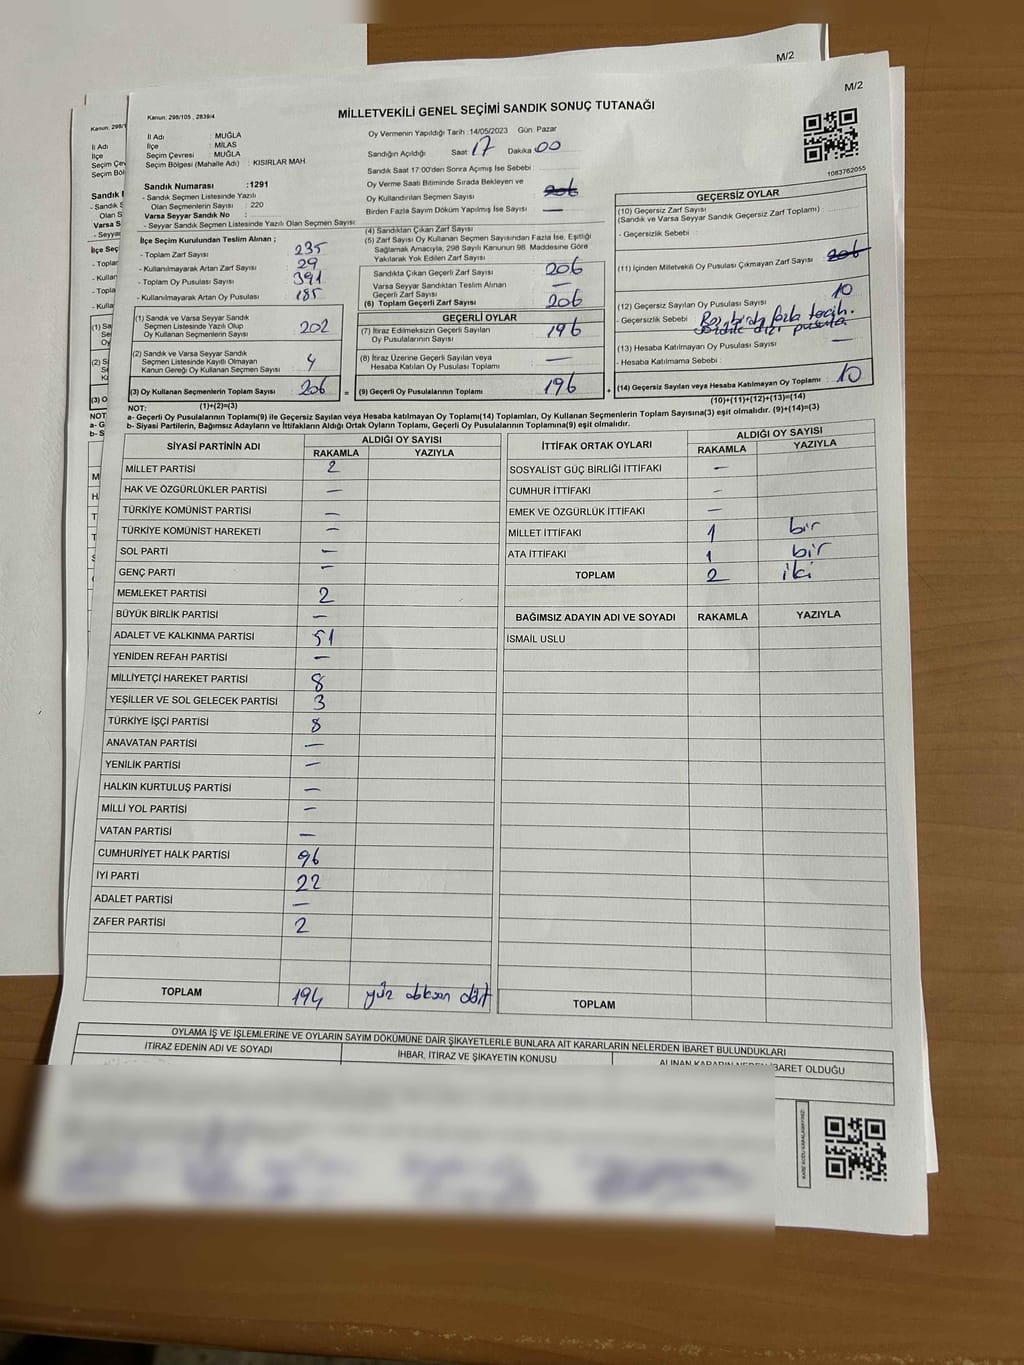 M/2
M/2
Kanun; 298/105 , 2839/4
MİLLETVEKİLİ GENEL SEÇİMİ SANDIK SONUÇ TUTANAĞI
İl Adı : MUĞLA
İlçe : MİLAS
Seçim Çevresi : MUĞLA
Seçim Bölgesi (Mahalle Adı) : KISIRLAR MAH.
Oy Vermenin Yapıldığı Tarih :14/05/2023 Gün: Pazar
Sandığın Açıldığı Saat :17 Dakika :00
Sandık Saat 17:00'den Sonra Açımış İse Sebebi :
Oy Verme Saati Bitiminde Sırada Bekleyen ve
Oy Kullandırılan Seçmen Sayısı 206
Birden Fazla Sayım Döküm Yapılmış İse Sayısı : —
1083762055
Sandık Numarası :1291
- Sandık Seçmen Listesinde Yazılı
Olan Seçmenlerin Sayısı : 220
Varsa Seyyar Sandık No :
- Seyyar Sandık Seçmen Listesinde Yazılı Olan Seçmen Sayısı:
İlçe Seçim Kurulundan Teslim Alınan ;
- Toplam Zarf Sayısı : 235
- Kullanılmayarak Artan Zarf Sayısı : 29
- Toplam Oy Pusulası Sayısı : 391
- Kullanılmayarak Artan Oy Pusulası : 185
(1) Sandık ve Varsa Seyyar Sandık
Seçmen Listesinde Yazılı Olup
Oy Kullanan Seçmenlerin Sayısı 202
(2) Sandık ve Varsa Seyyar Sandık
Seçmen Listesinde Kayıtlı Olmayan
Kanun Gereği Oy Kullanan Seçmen Sayısı 4
(3) Oy Kullanan Seçmenlerin Toplam Sayısı 206 =
(1)+(2)=(3)
(4) Sandıktan Çıkan Zarf Sayısı
(5) Zarf Sayısı Oy Kullanan Seçmen Sayısından Fazla İse, Eşitliği
Sağlamak Amacıyla, 298 Sayılı Kanunun 98. Maddesine Göre
Yakılarak Yok Edilen Zarf Sayısı
Sandıkta Çıkan Geçerli Zarf Sayısı 206
Varsa Seyyar Sandıktan Teslim Alınan
Geçerli Zarf Sayısı —
(6) Toplam Geçerli Zarf Sayısı 206
GEÇERLİ OYLAR
(7) İtiraz Edilmeksizin Geçerli Sayılan
Oy Pusulalarının Sayısı 196
(8) İtiraz Üzerine Geçerli Sayılan veya
Hesaba Katılan Oy Pusulası Toplamı —
(9) Geçerli Oy Pusulalarının Toplamı 196 +
GEÇERSİZ OYLAR
(10) Geçersiz Zarf Sayısı
(Sandık ve Varsa Seyyar Sandık Geçersiz Zarf Toplamı) :
- Geçersizlik Sebebi :
(11) İçinden Milletvekili Oy Pusulası Çıkmayan Zarf Sayısı : 206
(12) Geçersiz Sayılan Oy Pusulası Sayısı : 10
- Geçersizlik Sebebi :
(13) Hesaba Katılmayan Oy Pusulası Sayısı : —
- Hesaba Katılmama Sebebi :
(14) Geçersiz Sayılan veya Hesaba Katılmayan Oy Toplamı : 10
(10)+(11)+(12)+(13)=(14)
NOT:
a- Geçerli Oy Pusulalarının Toplamı(9) ile Geçersiz Sayılan veya Hesaba katılmayan Oy Toplamı(14) Toplamları, Oy Kullanan Seçmenlerin Toplam Sayısına(3) eşit olmalıdır. (9)+(14)=(3)
b- Siyasi Partilerin, Bağımsız Adayların ve İttifakların Aldığı Ortak Oyların Toplamı, Geçerli Oy Pusulalarının Toplamına(9) eşit olmalıdır.
SİYASİ PARTİNİN ADI ALDIĞI OY SAYISI
RAKAMLA YAZIYLA
MİLLET PARTİSİ 2
HAK VE ÖZGÜRLÜKLER PARTİSİ —
TÜRKİYE KOMÜNİST PARTİSİ —
TÜRKİYE KOMÜNİST HAREKETİ —
SOL PARTİ —
GENÇ PARTİ —
MEMLEKET PARTİSİ 2
BÜYÜK BİRLİK PARTİSİ —
ADALET VE KALKINMA PARTİSİ 51
YENİDEN REFAH PARTİSİ —
MİLLİYETÇİ HAREKET PARTİSİ 8
YEŞİLLER VE SOL GELECEK PARTİSİ 3
TÜRKİYE İŞÇİ PARTİSİ 8
ANAVATAN PARTİSİ —
YENİLİK PARTİSİ —
HALKIN KURTULUŞ PARTİSİ —
MİLLİ YOL PARTİSİ —
VATAN PARTİSİ —
CUMHURİYET HALK PARTİSİ 96
İYİ PARTİ 22
ADALET PARTİSİ —
ZAFER PARTİSİ 2
TOPLAM 194 yüz doksan dört
İTTİFAK ORTAK OYLARI ALDIĞI OY SAYISI
RAKAMLA YAZIYLA
SOSYALİST GÜÇ BİRLİĞİ İTTİFAKI —
CUMHUR İTTİFAKI —
EMEK VE ÖZGÜRLÜK İTTİFAKI —
MİLLET İTTİFAKI 1 bir
ATA İTTİFAKI 1 bir
TOPLAM 2 iki
BAĞIMSIZ ADAYIN ADI VE SOYADI RAKAMLA YAZIYLA
İSMAİL USLU
TOPLAM
OYLAMA İŞ VE İŞLEMLERİNE VE OYLARIN SAYIM DÖKÜMÜNE DAİR ŞİKAYETLERLE BUNLARA AİT KARARLARIN NELERDEN İBARET BULUNDUKLARI
İTİRAZ EDENİN ADI VE SOYADI İHBAR, İTİRAZ VE ŞİKAYETİN KONUSU ALINAN KARARIN NEDEN İBARET OLDUĞU